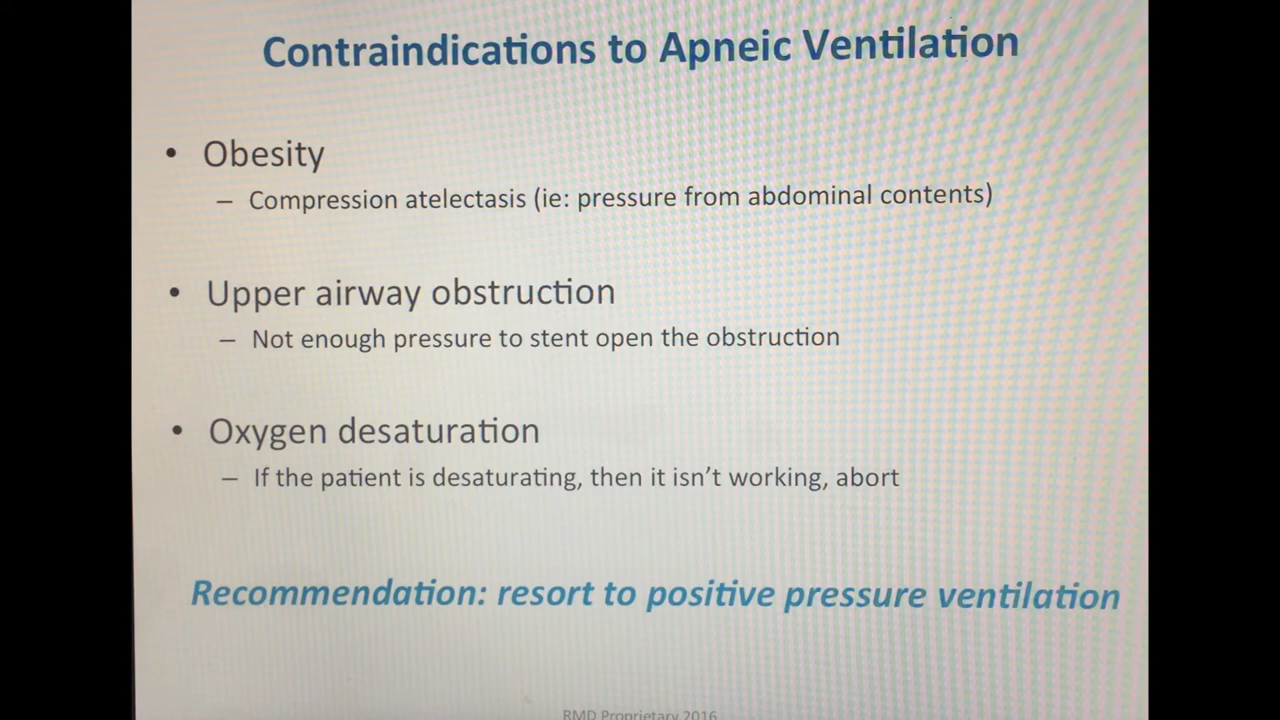 Contraindications to Apneic Ventilation
• Obesity
– Compression atelectasis (ie: pressure from abdominal contents)
• Upper airway obstruction
– Not enough pressure to stent open the obstruction
• Oxygen desaturation
– If the patient is desaturating, then it isn't working, abort
Recommendation: resort to positive pressure ventilation
RMD Proprietary 2016